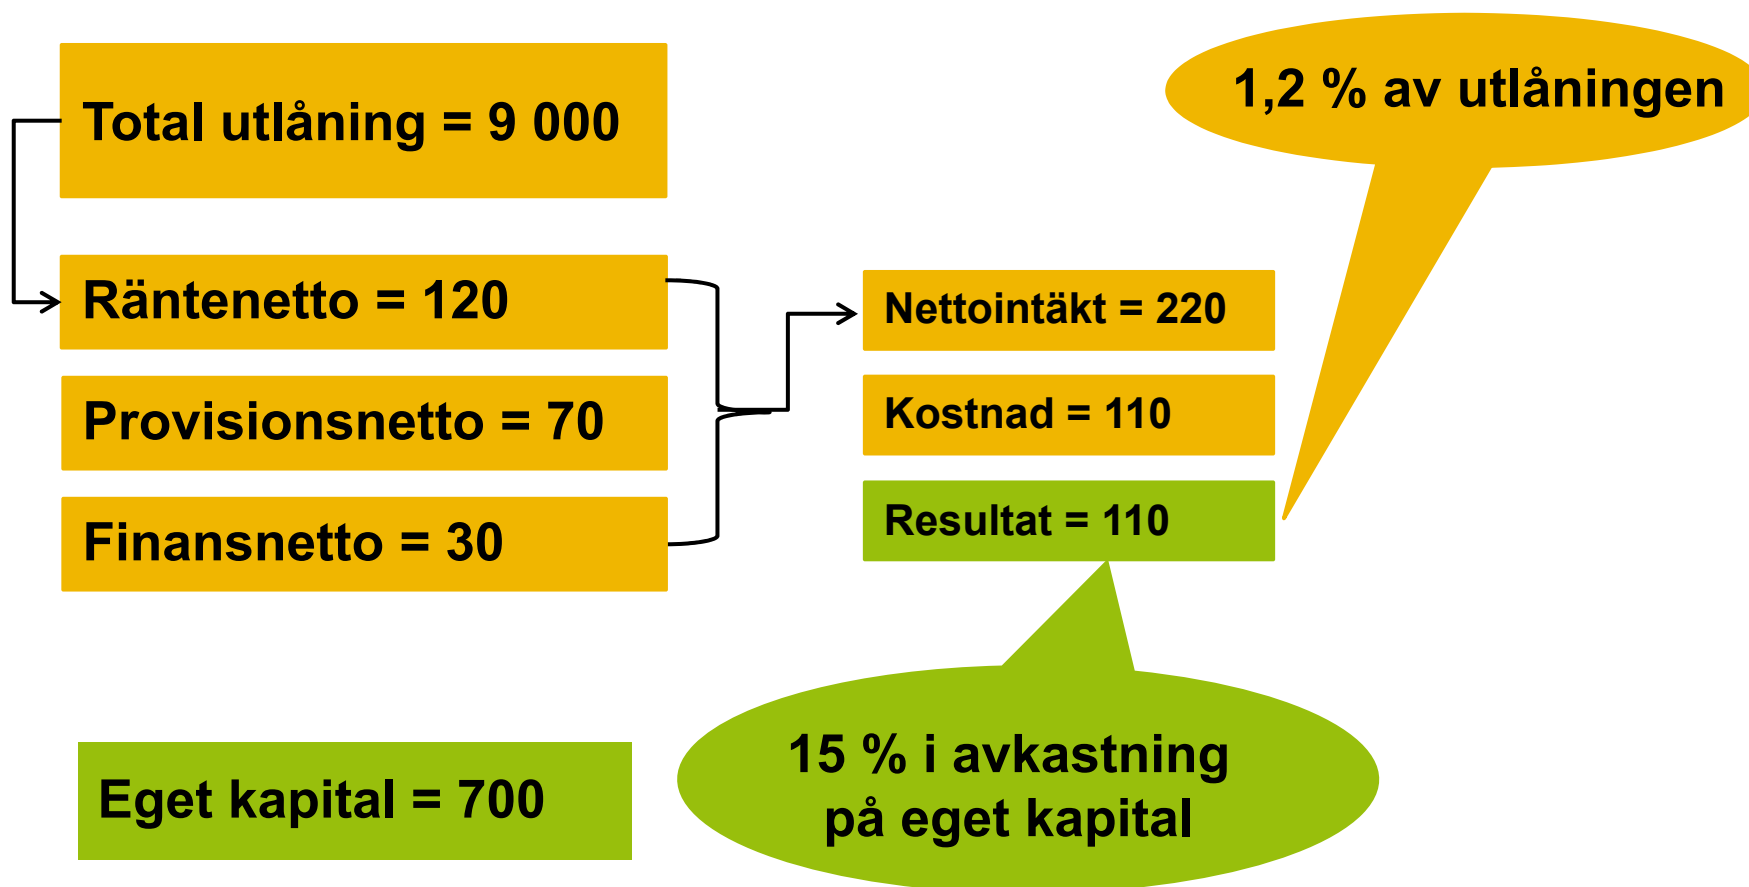 Total utlåning = 9 000
1,2 % av utlåningen
Räntenetto = 120
Provisionsnetto = 70
Finansnetto = 30
Nettointäkt = 220
Kostnad = 110
Resultat = 110
Eget kapital = 700
15 % i avkastning
på eget kapital